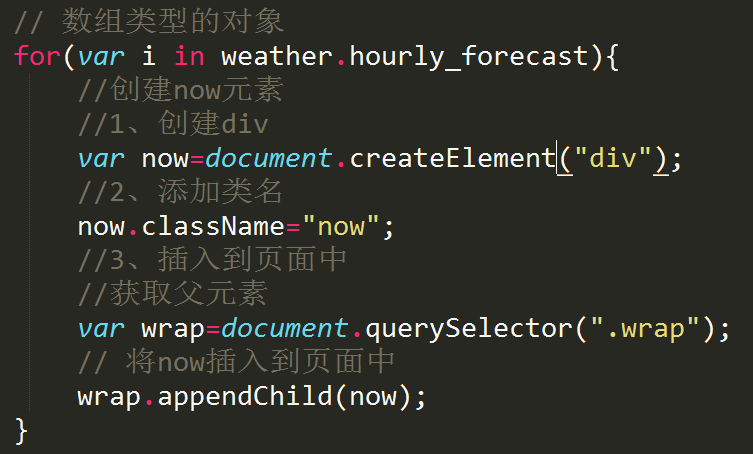 // 数组类型的对象
for(var i in weather.hourly_forecast){
//创建now元素
//1、创建div
var now=document.createElement("div");
//2、添加类名
now.className="now";
//3、插入到页面中
//获取父元素
var wrap=document.querySelector(".wrap");
// 将now插入到页面中
wrap.appendChild(now);
}